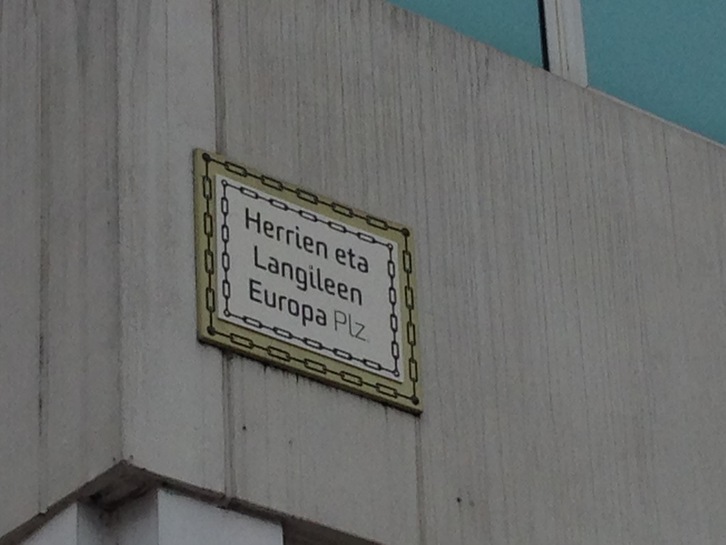 Herrien eta
Langileen
Europa Plz.